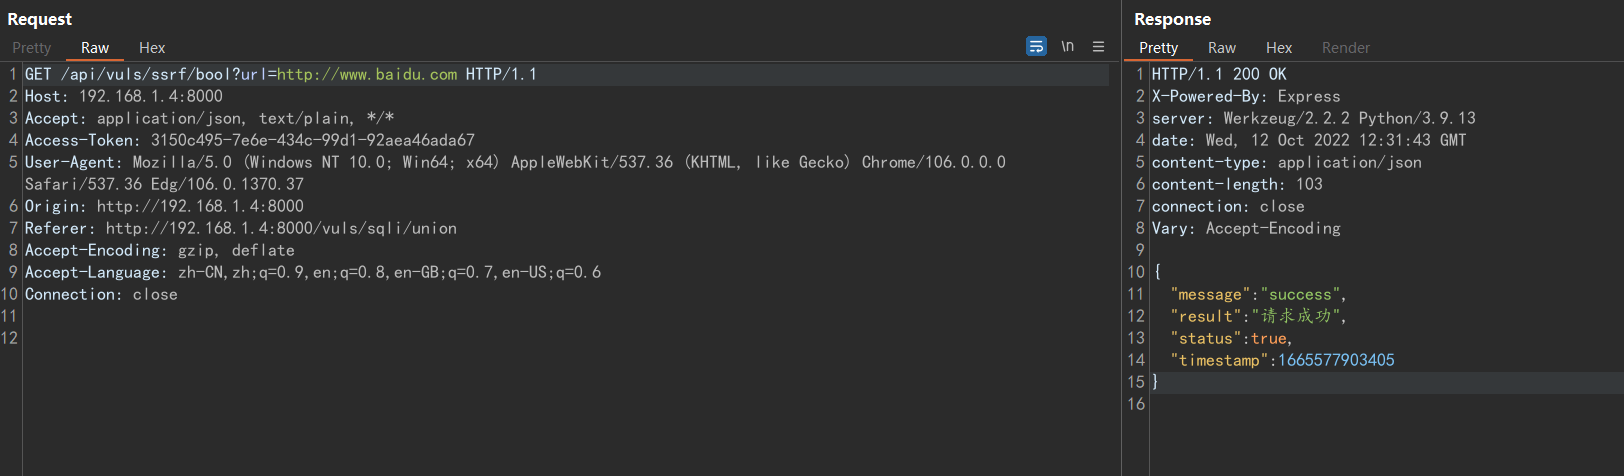 Request
Pretty Raw Hex
\n
1 GET /api/vuls/ssrf/bool?url=http://www.baidu.com HTTP/1.1
2 Host: 192.168.1.4:8000
3 Accept: application/json, text/plain, */*
4 Access-Token: 3150c495-7e6e-434c-99d1-92aea46ada67
5 User-Agent: Mozilla/5.0 (Windows NT 10.0; Win64; x64) AppleWebKit/537.36 (KHTML, like Gecko) Chrome/106.0.0.0
Safari/537.36 Edg/106.0.1370.37
6 Origin: http://192.168.1.4:8000
7 Referer: http://192.168.1.4:8000/vuls/sqli/union
8 Accept-Encoding: gzip, deflate
9 Accept-Language: zh-CN,zh;q=0.9,en;q=0.8,en-GB;q=0.7,en-US;q=0.6
10 Connection: close
11
12
Response
Pretty Raw Hex Render
1 HTTP/1.1 200 OK
2 X-Powered-By: Express
3 server: Werkzeug/2.2.2 Python/3.9.13
4 date: Wed, 12 Oct 2022 12:31:43 GMT
5 content-type: application/json
6 content-length: 103
7 connection: close
8 Vary: Accept-Encoding
9
10 {
11 "message":"success",
12 "result":"请求成功",
13 "status":true,
14 "timestamp":1665577903405
15 }
16